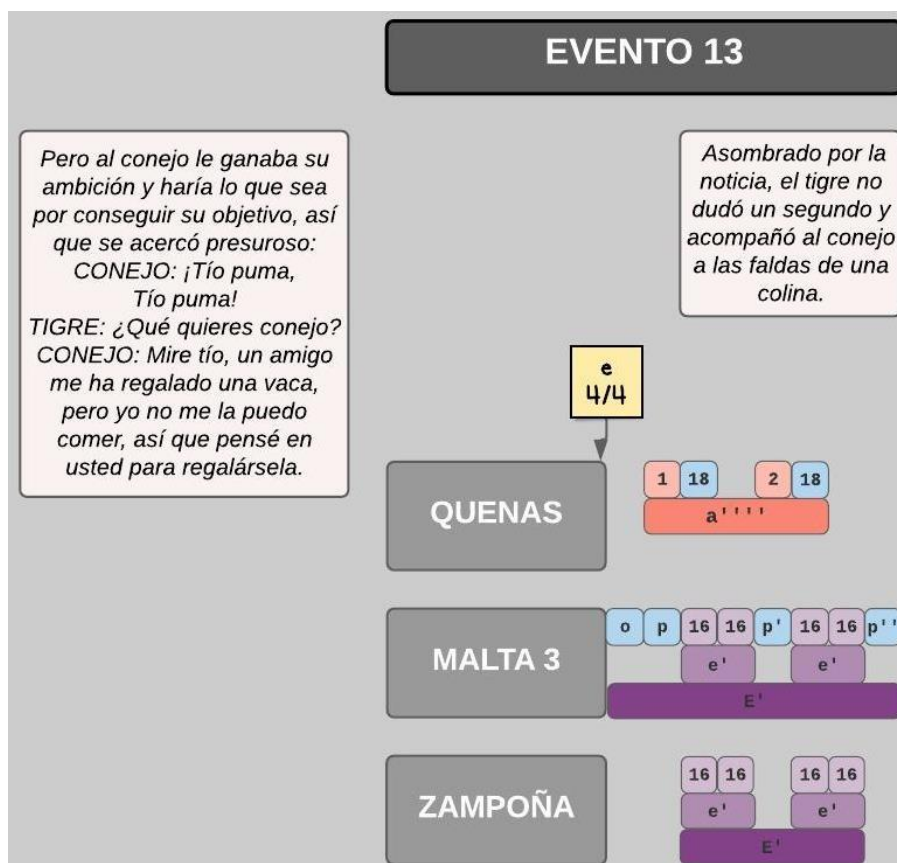 EVENTO 13
Pero al conejo le ganaba su
ambición y haría lo que sea
por conseguir su objetivo, así
que se acercó presuroso:
CONEJO: ¡Tío puma,
Tío puma!
TIGRE: ¿Qué quieres conejo?
CONEJO: Mire tío, un amigo
me ha regalado una vaca,
pero yo no me la puedo
comer, así que pensé en
usted para regalársela.
Asombrado por la
noticia, el tigre no
dudó un segundo y
acompañó al conejo
a las faldas de una
colina.
e
4/4
QUENAS
1 18 2 18
a''''
MALTA 3
o p 16 16 p' 16 16 p''
e' e'
E'
ZAMPOÑA
16 16 16 16
e' e'
E'